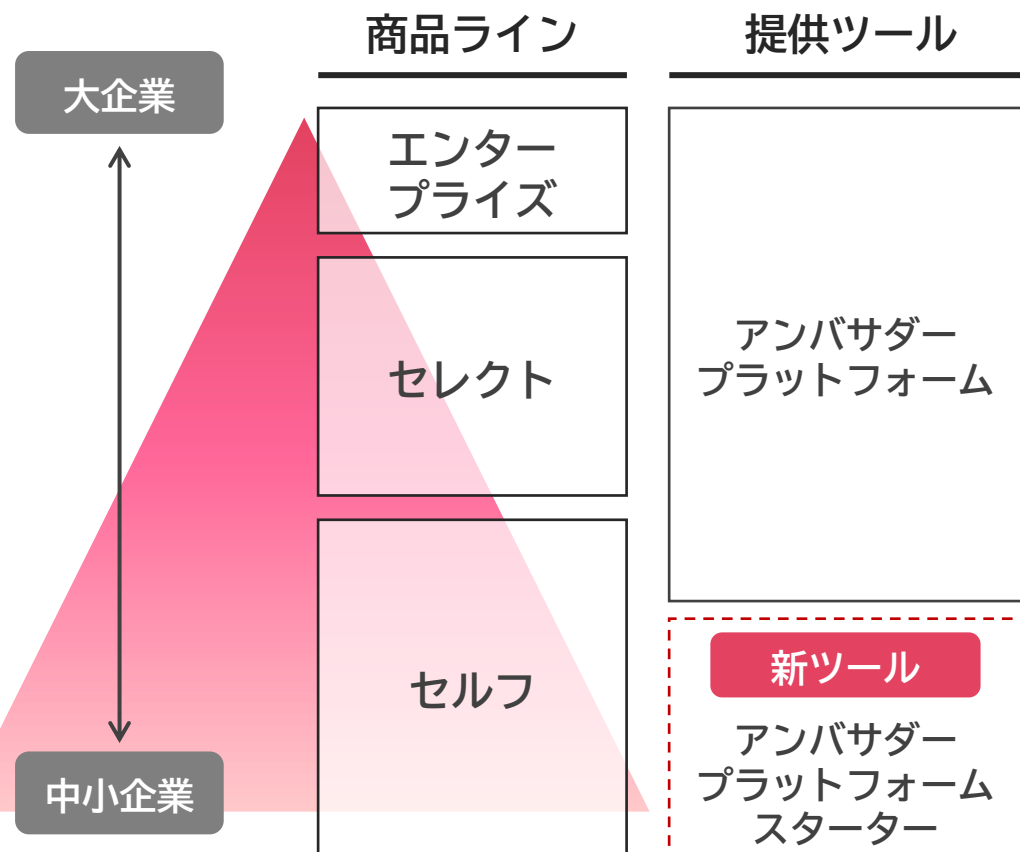 商品ライン
提供ツール
大企業
エンター
プライズ
セレクト
アンバサダー
プラットフォーム
セルフ
新ツール
アンバサダー
プラットフォーム
スターター
中小企業